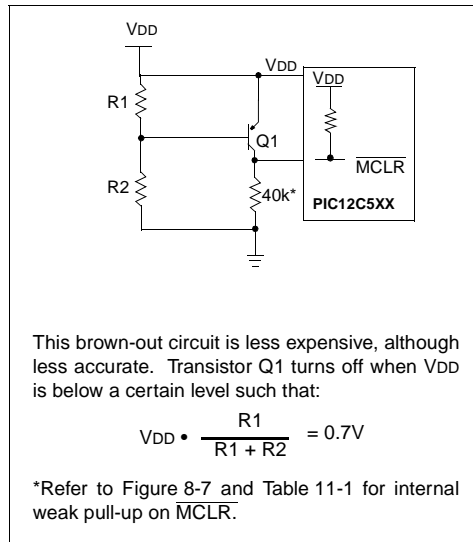 VDD
VDD
VDD
R1
Q1
MCLR
R2
40k*
PIC12C5XX
This brown-out circuit is less expensive, although
less accurate. Transistor Q1 turns off when VDD
is below a certain level such that:
VDD • R1 / R1 + R2 = 0.7V
*Refer to Figure 8-7 and Table 11-1 for internal
weak pull-up on MCLR.